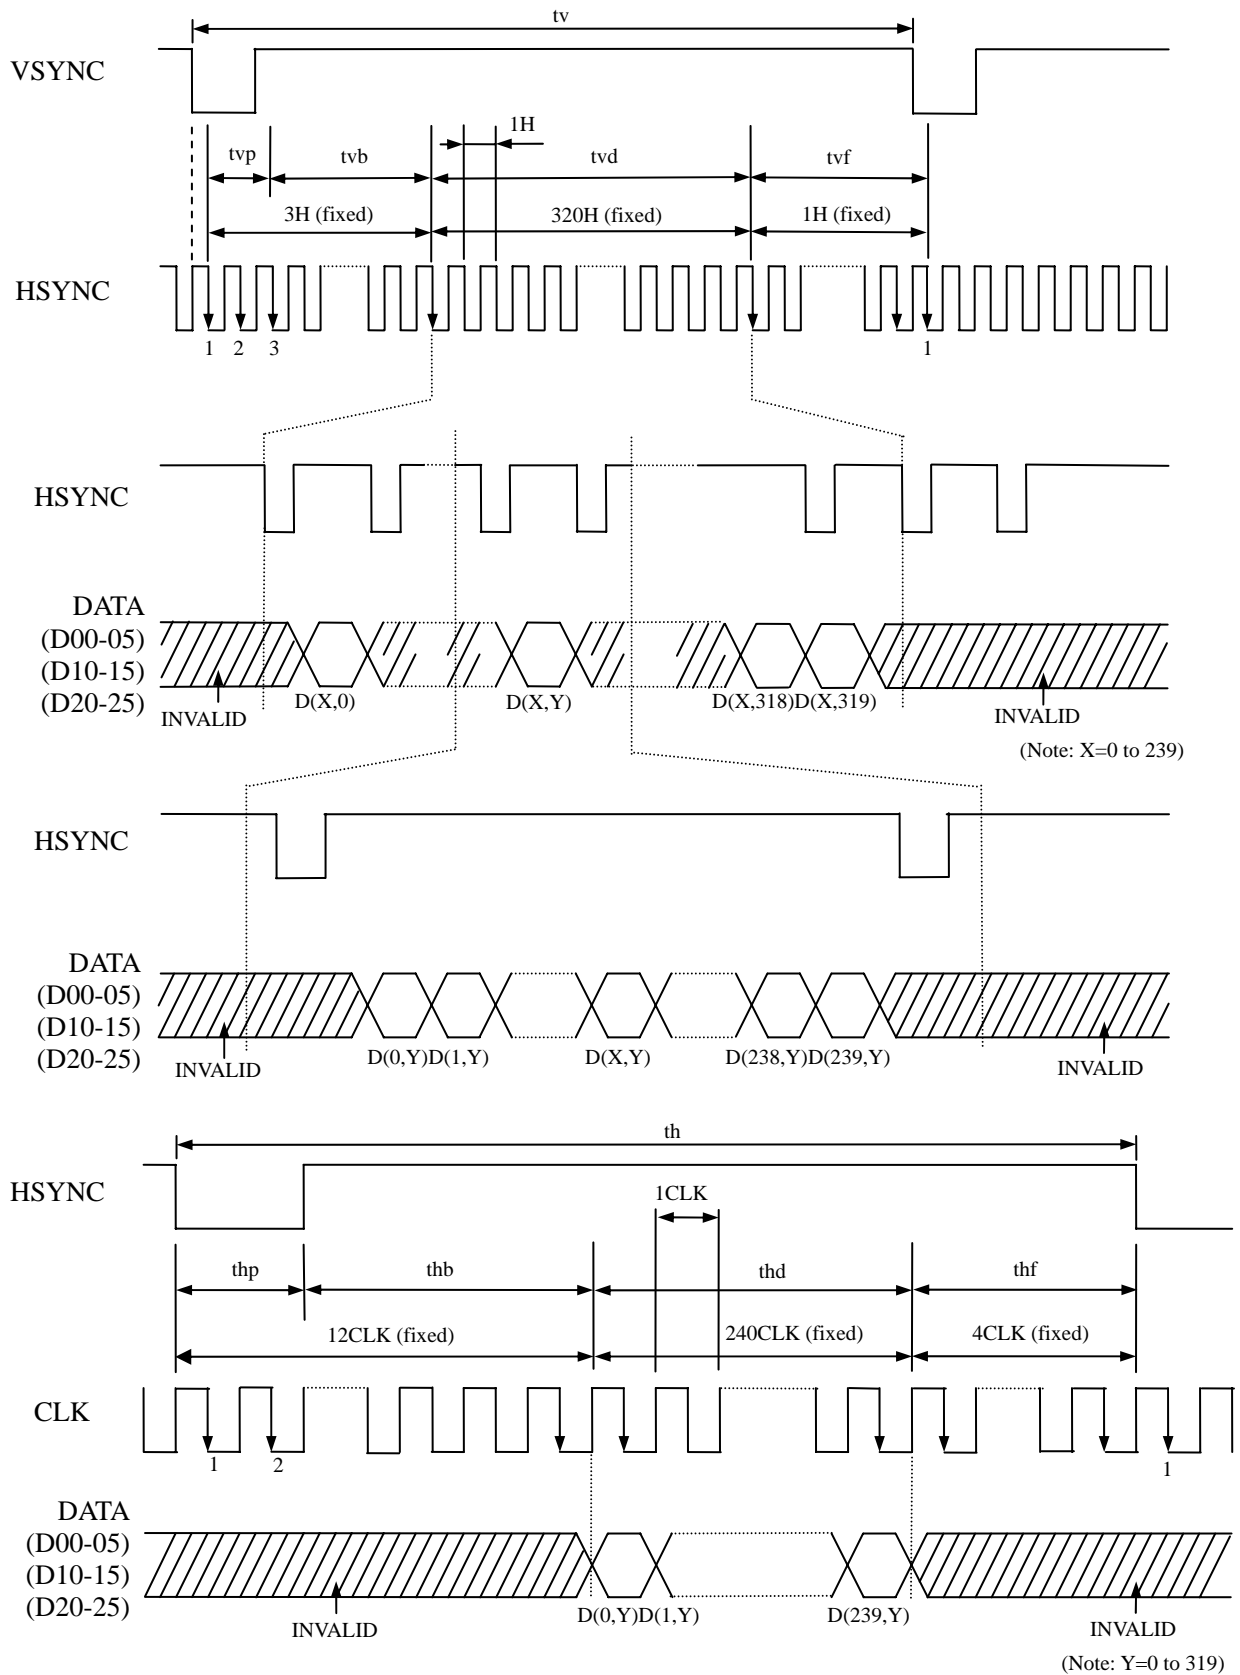 tv
VSYNC
1H
tvp tvb tvd tvf
3H (fixed) 320H (fixed) 1H (fixed)
HSYNC
1 2 3 1
HSYNC
DATA
(D00-05)
(D10-15)
(D20-25)
D(X,0) D(X,Y) D(X,318) D(X,319)
INVALID INVALID
(Note: X=0 to 239)
HSYNC
DATA
(D00-05)
(D10-15)
(D20-25)
D(0,Y) D(1,Y) D(X,Y) D(238,Y) D(239,Y)
INVALID INVALID
th
HSYNC
1CLK
thp thb thd thf
12CLK (fixed) 240CLK (fixed) 4CLK (fixed)
CLK
1 2 1
DATA
(D00-05)
(D10-15)
(D20-25)
D(0,Y) D(1,Y) D(239,Y)
INVALID INVALID
(Note: Y=0 to 319)